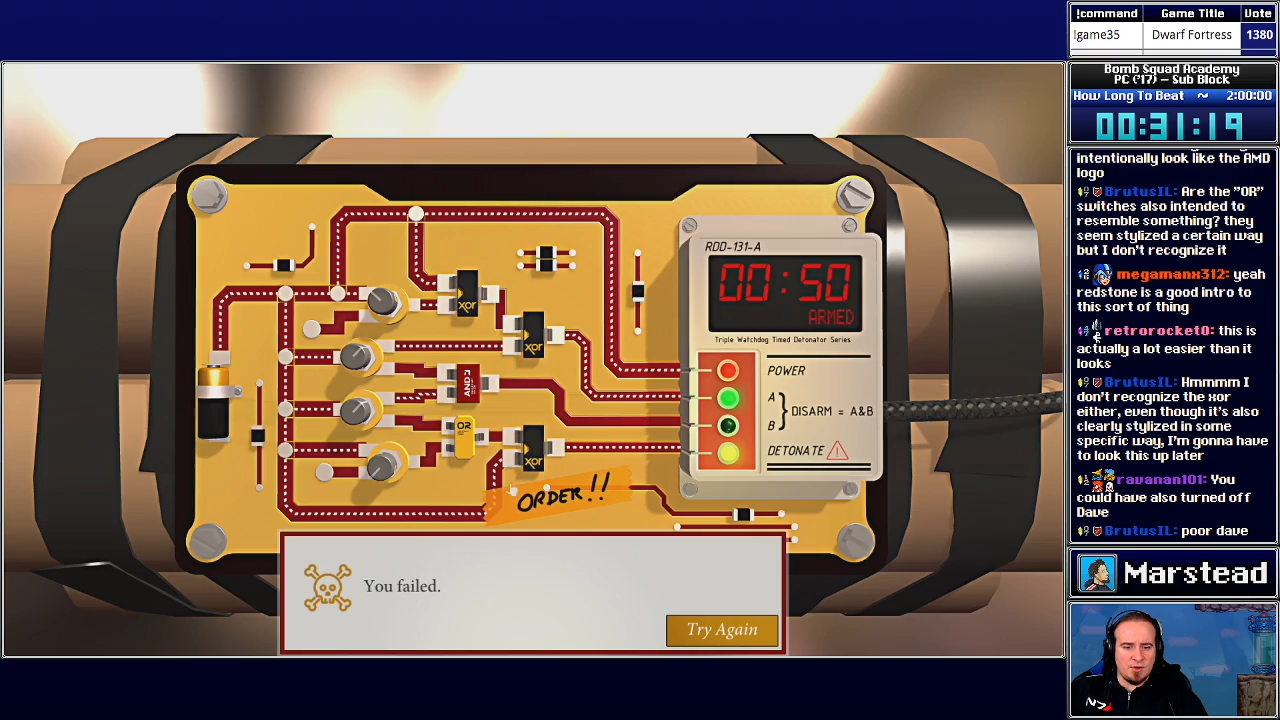 !command Game Title Vote
!game35 Dwarf Fortress 1380
Bomb Squad Academy
PC ('17) – Sub Block
How Long To Beat ~ 2:00:00
00:31:19
intentionally look like the AMD
logo
BrutusIL: Are the "OR"
switches also intended to
resemble something? they
seem stylized a certain way
but I don't recognize it
megamanx312: yeah
redstone is a good intro to
this sort of thing
retrorocket0: this is
actually a lot easier than it
looks
BrutusIL: Hmmmm I
don't recognize the xor
either, even though it's also
clearly stylized in some
specific way, I'm gonna have
to look this up later
ravanan101: You
could have also turned off
Dave
BrutusIL: poor dave
Marstead
RDD-131-A
00:50
ARMED
Triple Watchdog Timed Detonator Series
POWER
A
B
DISARM = A&B
DETONATE
xor
xor
AND
OR
xor
ORDER!!
You failed.
Try Again